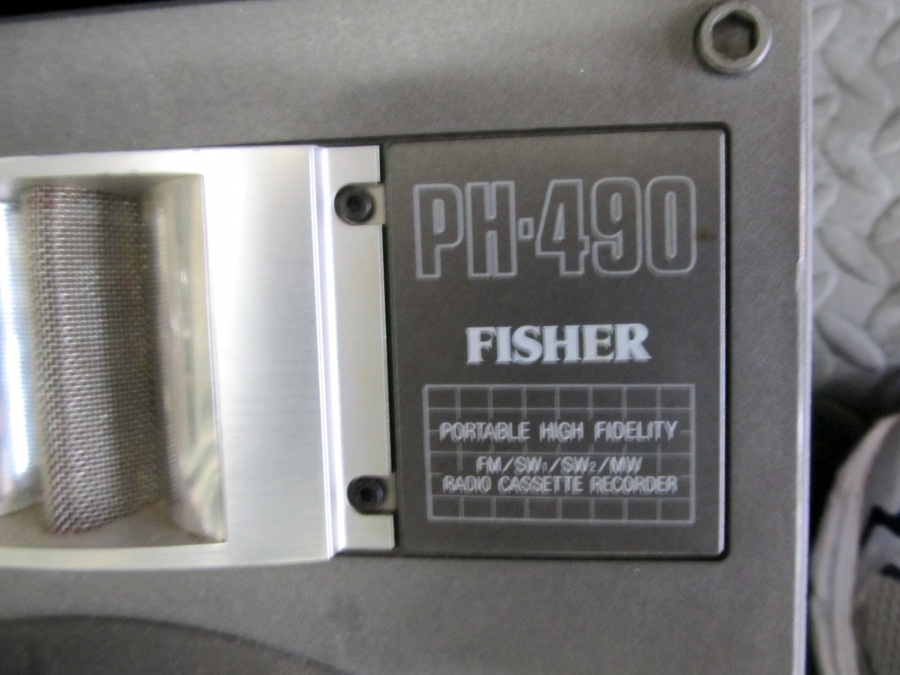 PH-490
FISHER
PORTABLE HIGH FIDELITY
FM/SW₁/SW₂/MW
RADIO CASSETTE RECORDER